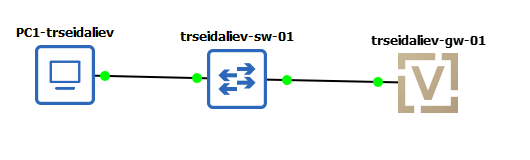 PC1-trseidaliev
trseidaliev-sw-01
trseidaliev-gw-01
V